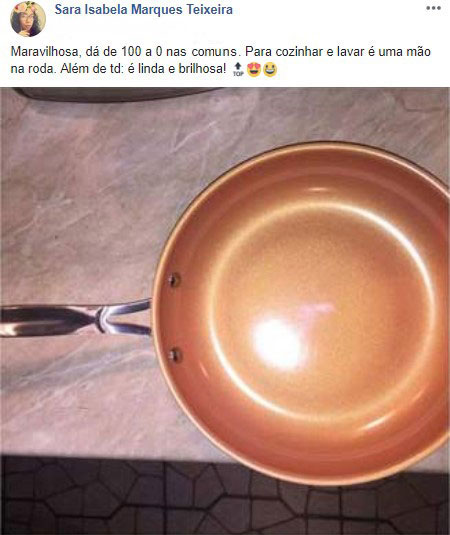 Sara Isabela Marques Teixeira
Maravilhosa, dá de 100 a 0 nas comuns. Para cozinhar e lavar é uma mão
na roda. Além de td: é linda e brilhosa! 🔝😍😃